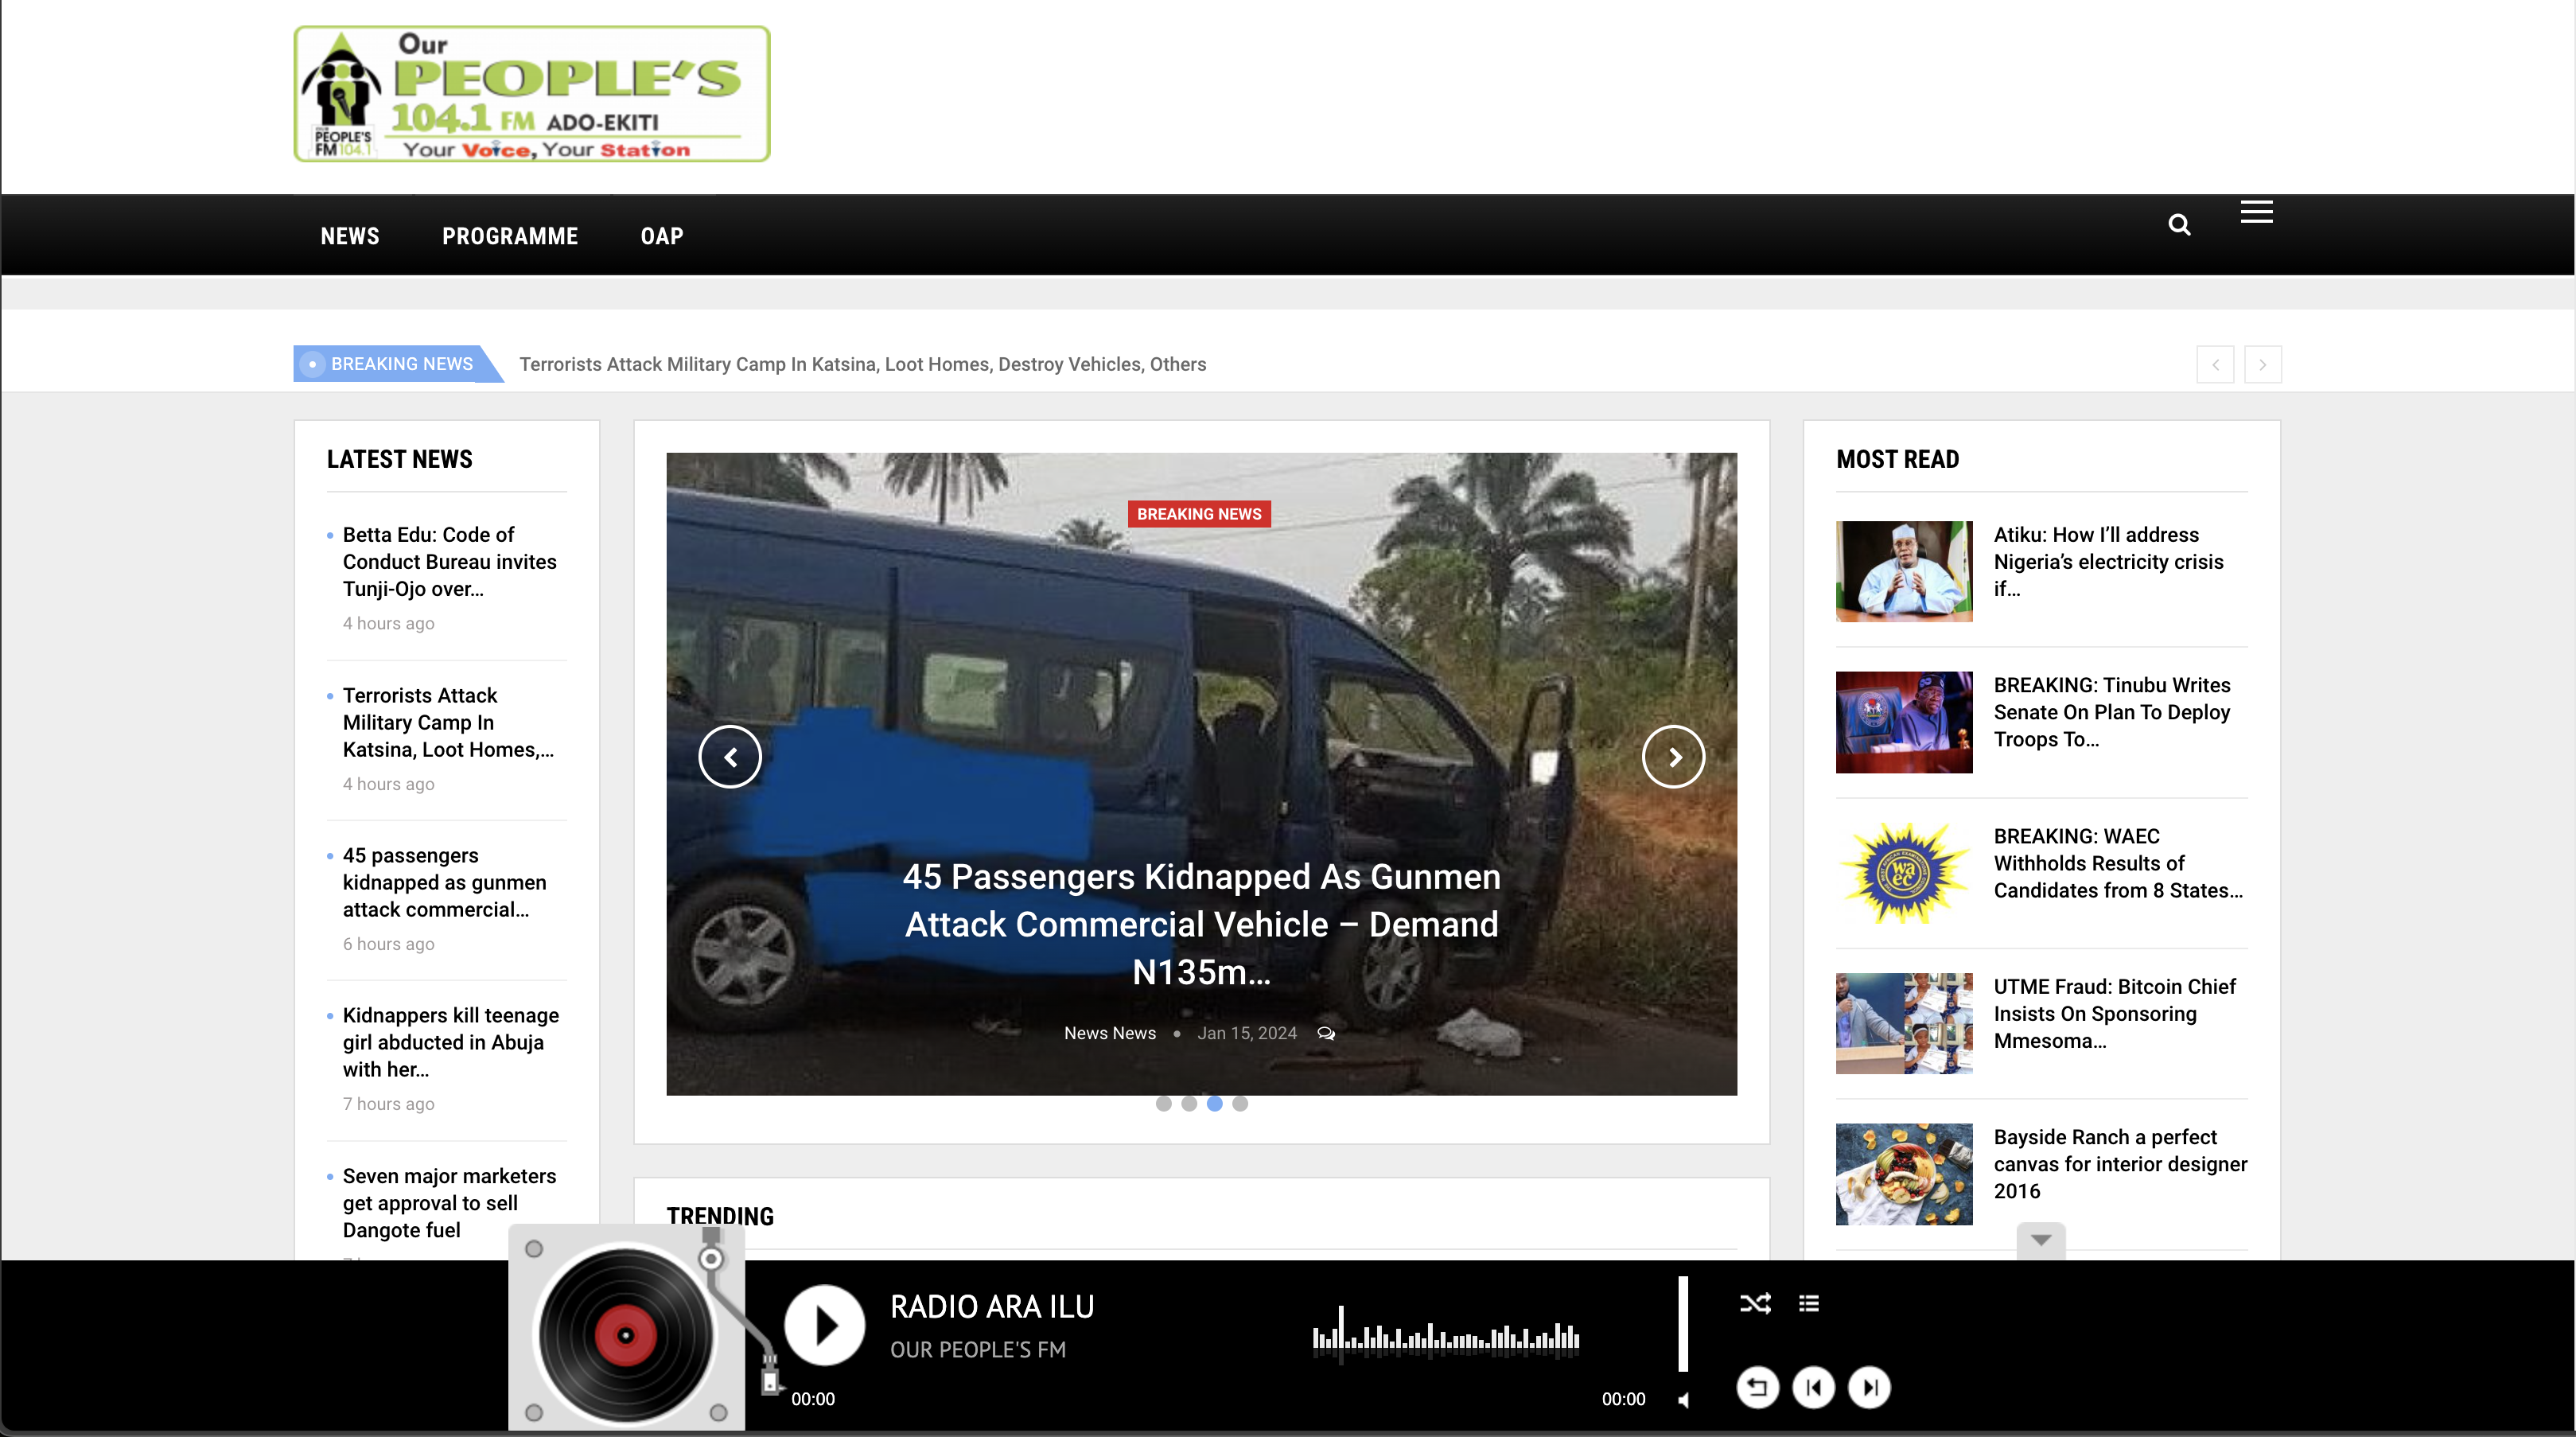 Our
PEOPLE'S
104.1 FM ADO-EKITI
Your Voice, Your Station
PEOPLE'S
FM104.1
NEWS
PROGRAMME
OAP
BREAKING NEWS
Terrorists Attack Military Camp In Katsina, Loot Homes, Destroy Vehicles, Others
LATEST NEWS
Betta Edu: Code of
Conduct Bureau invites
Tunji-Ojo over...
4 hours ago
Terrorists Attack
Military Camp In
Katsina, Loot Homes,...
4 hours ago
45 passengers
kidnapped as gunmen
attack commercial...
6 hours ago
Kidnappers kill teenage
girl abducted in Abuja
with her...
7 hours ago
Seven major marketers
get approval to sell
Dangote fuel
BREAKING NEWS
45 Passengers Kidnapped As Gunmen
Attack Commercial Vehicle – Demand
N135m...
News News • Jan 15, 2024
TRENDING
MOST READ
Atiku: How I’ll address
Nigeria’s electricity crisis
if...
BREAKING: Tinubu Writes
Senate On Plan To Deploy
Troops To...
waec
BREAKING: WAEC
Withholds Results of
Candidates from 8 States...
UTME Fraud: Bitcoin Chief
Insists On Sponsoring
Mmesoma...
Bayside Ranch a perfect
canvas for interior designer
2016
RADIO ARA ILU
OUR PEOPLE'S FM
00:00
00:00